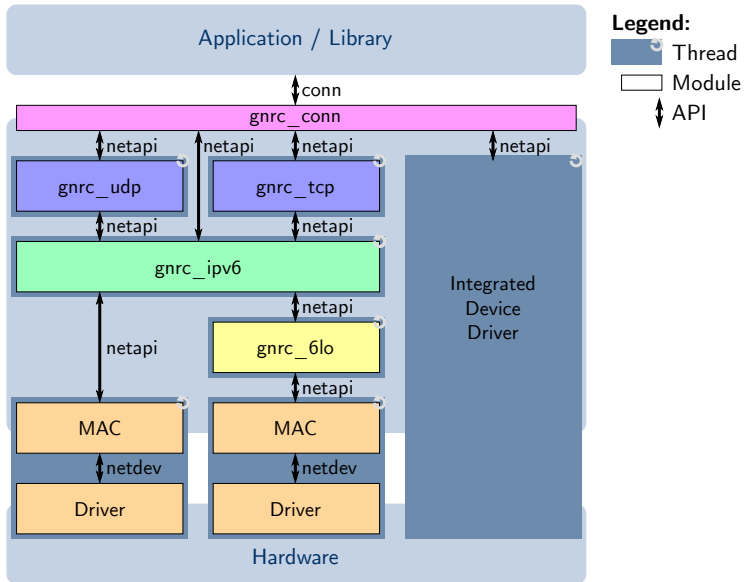 Application / Library
Legend:
Thread
Module
API
conn
gnrc_conn
netapi
netapi
netapi
netapi
gnrc_udp
gnrc_tcp
netapi
netapi
gnrc_ipv6
Integrated
Device
Driver
netapi
gnrc_6lo
netapi
netapi
MAC
MAC
netdev
netdev
Driver
Driver
Hardware